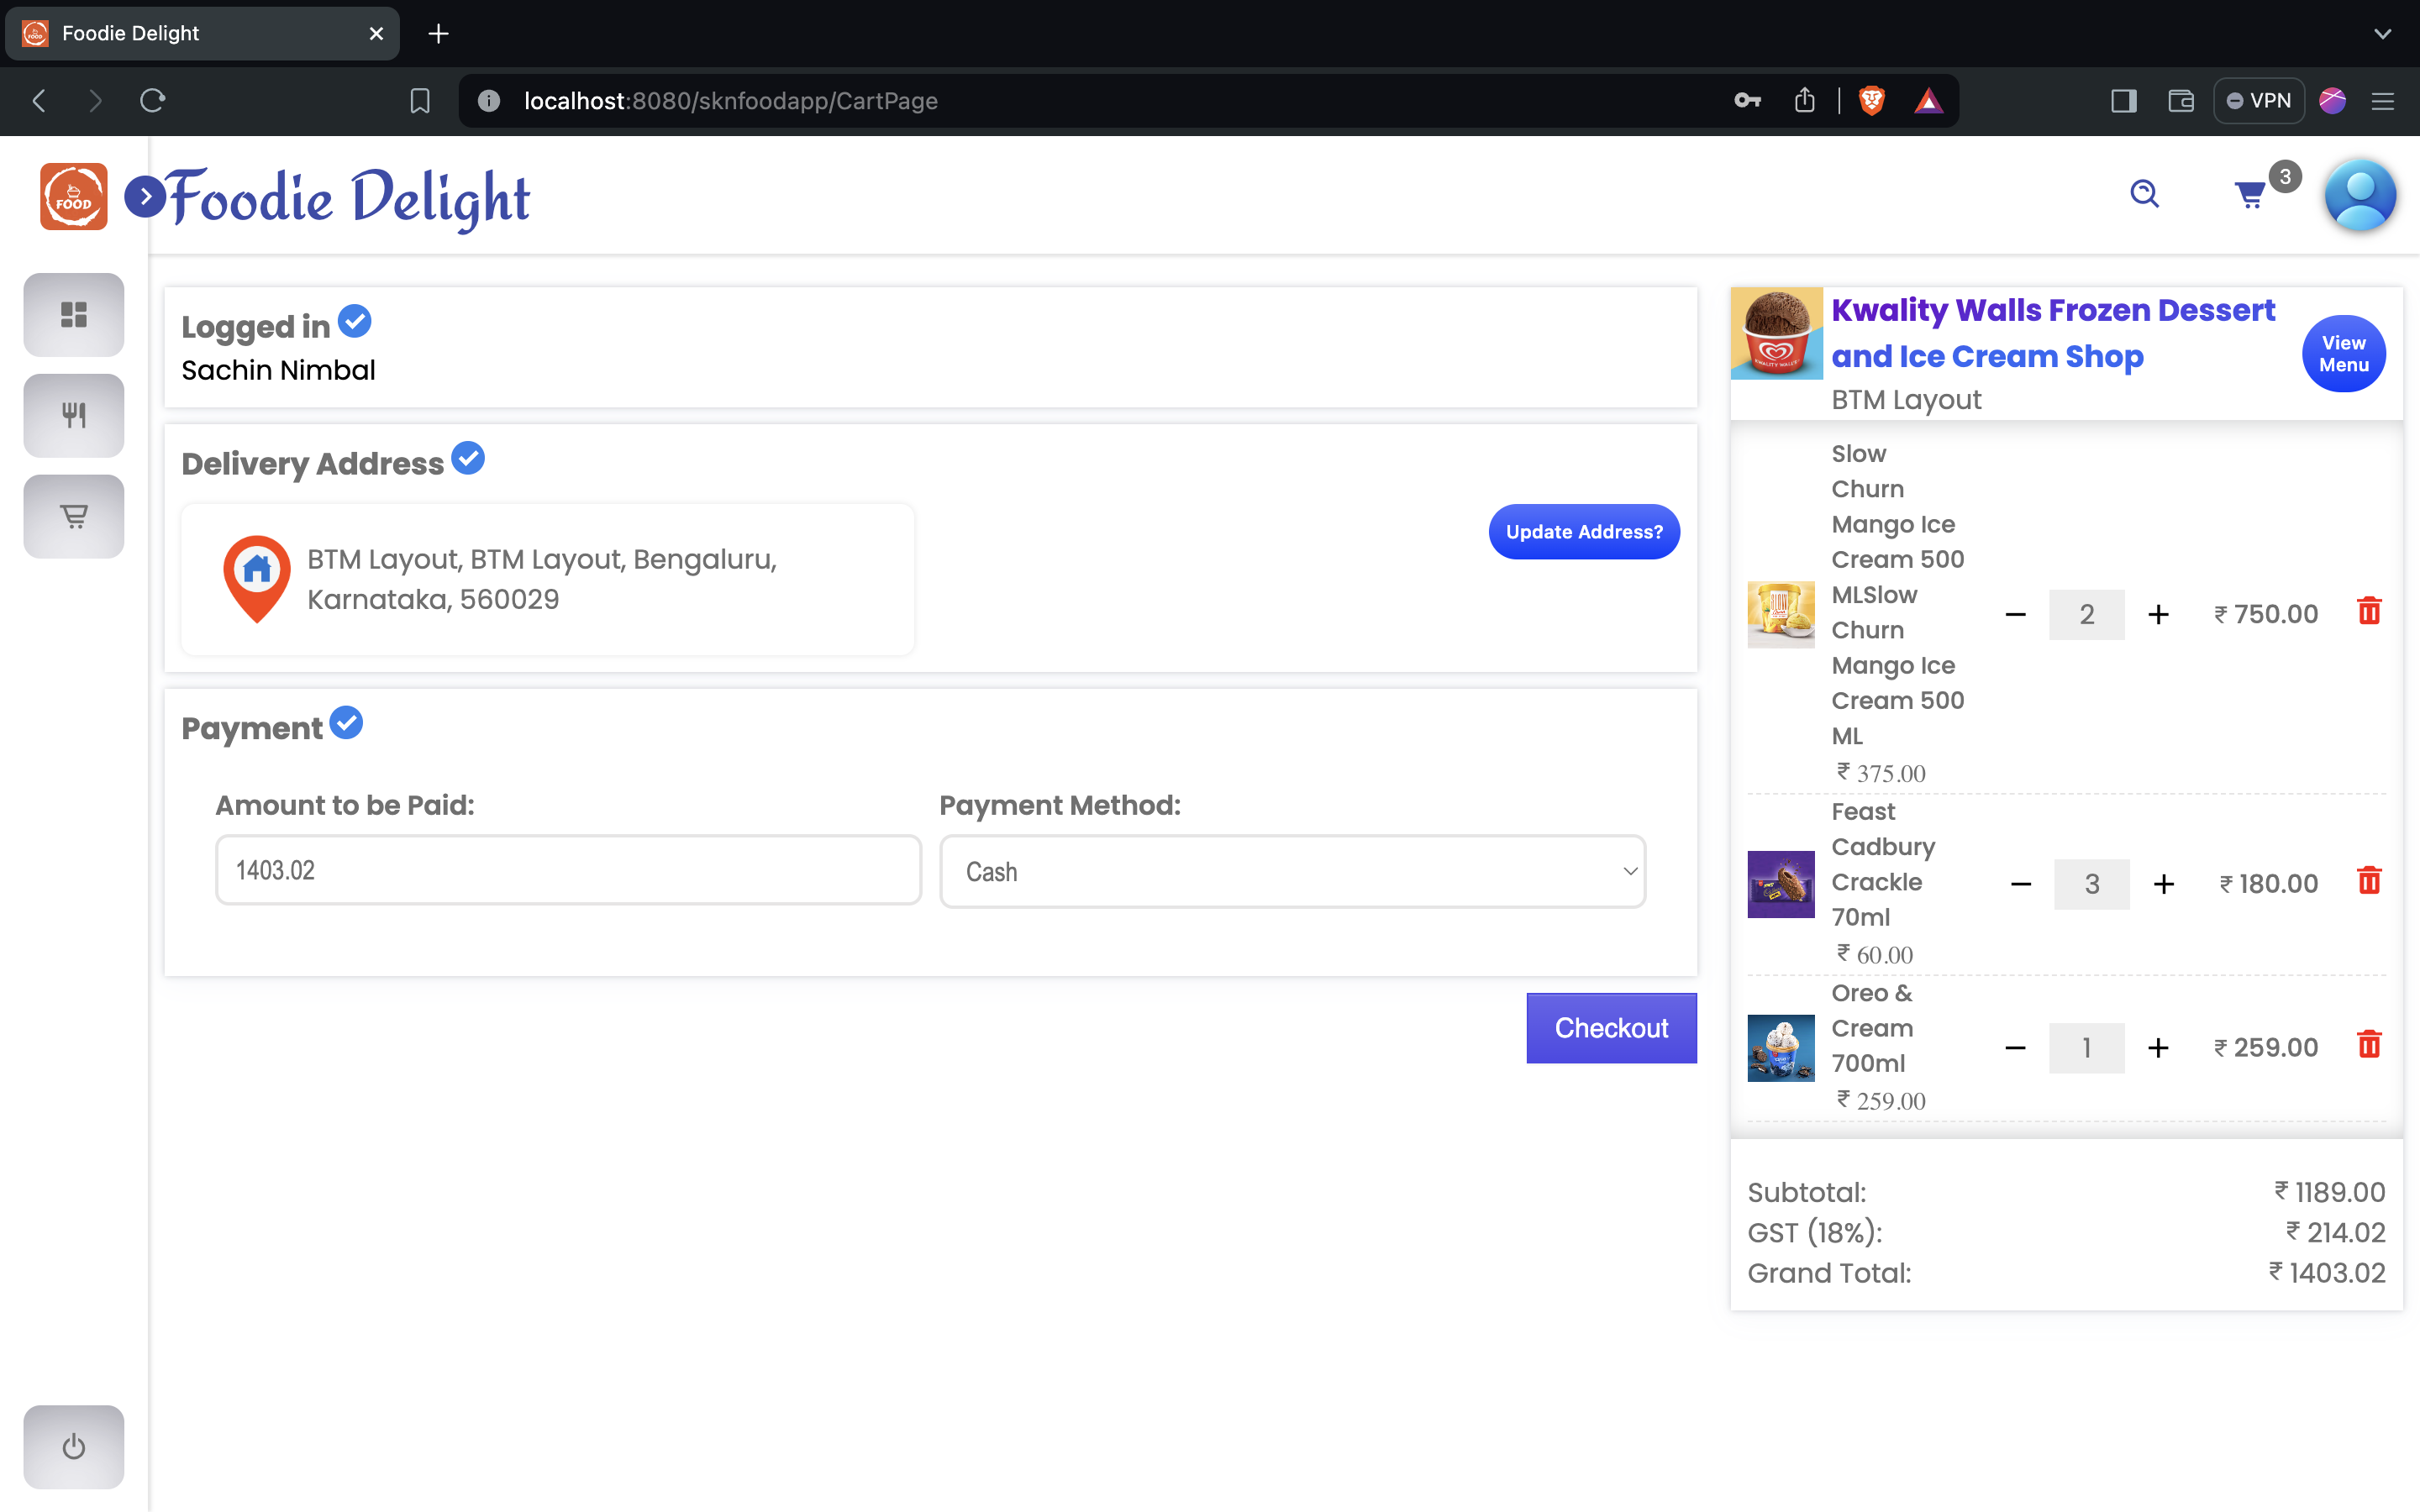 Foodie Delight
localhost:8080/sknfoodapp/CartPage
VPN
FOOD
Foodie Delight
3
Logged in
Sachin Nimbal
Delivery Address
BTM Layout, BTM Layout, Bengaluru,
Karnataka, 560029
Update Address?
Payment
Amount to be Paid:
1403.02
Payment Method:
Cash
Checkout
Kwality Walls Frozen Dessert
and Ice Cream Shop
BTM Layout
View
Menu
Slow
Churn
Mango Ice
Cream 500
MLSlow
Churn
Mango Ice
Cream 500
ML
₹ 375.00
2
₹ 750.00
Feast
Cadbury
Crackle
70ml
₹ 60.00
3
₹ 180.00
Oreo &
Cream
700ml
₹ 259.00
1
₹ 259.00
Subtotal: ₹ 1189.00
GST (18%): ₹ 214.02
Grand Total: ₹ 1403.02